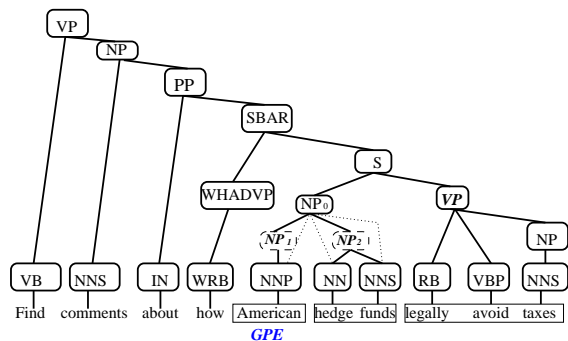 VP
NP
PP
SBAR
S
WHADVP NP0 VP
NP1 NP2 NP
VB NNS IN WRB NNP NN NNS RB VBP NNS
Find comments about how American hedge funds legally avoid taxes
GPE